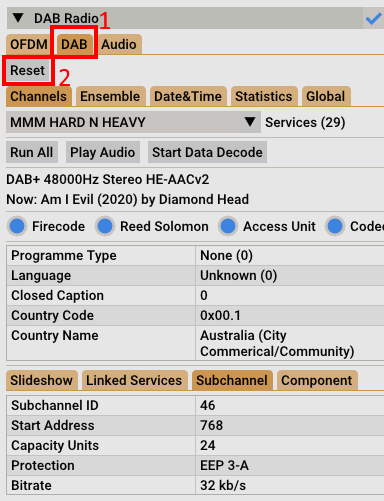 DAB Radio
1
OFDM DAB Audio
Reset
2
Channels Ensemble Date&Time Statistics Global
MMM HARD N HEAVY Services (29)
Run All Play Audio Start Data Decode
DAB+ 48000Hz Stereo HE-AACv2
Now: Am I Evil (2020) by Diamond Head
Firecode Reed Solomon Access Unit Codec
Programme Type None (0)
Language Unknown (0)
Closed Caption 0
Country Code 0x00.1
Country Name Australia (City
Commerical/Community)
Slideshow Linked Services Subchannel Component
Subchannel ID 46
Start Address 768
Capacity Units 24
Protection EEP 3-A
Bitrate 32 kb/s